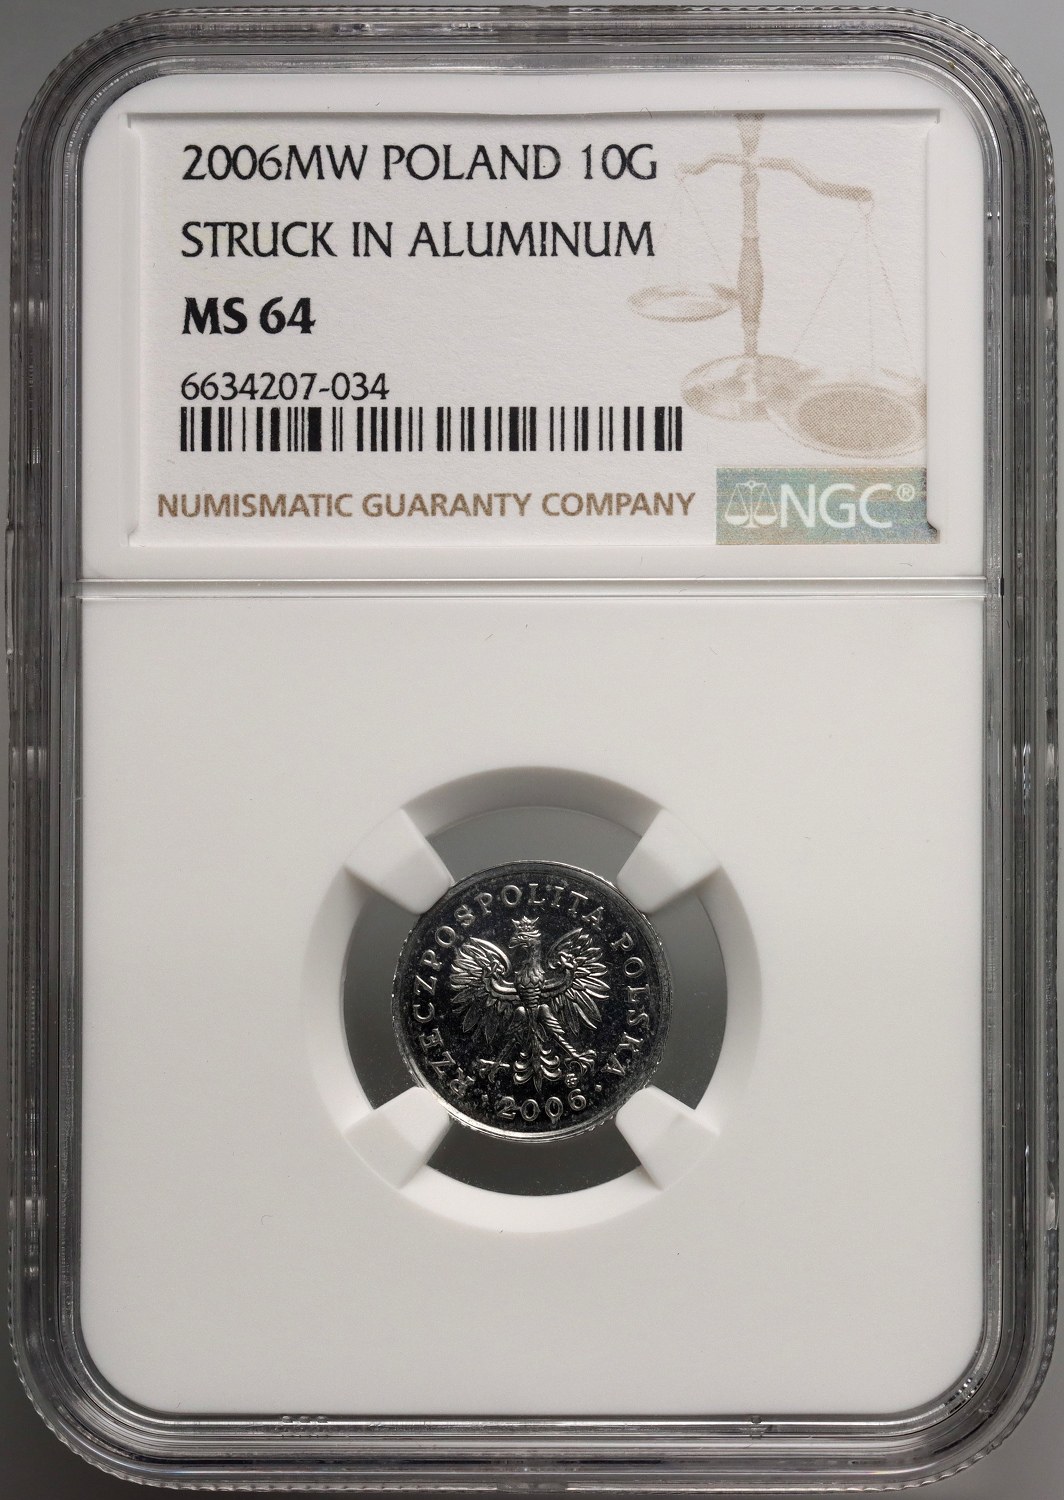 2006MW POLAND 10G
STRUCK IN ALUMINUM
MS 64
6634207-034
NUMISMATIC GUARANTY COMPANY
NGC®
RZECZPOSPOLITA POLSKA
·2006·